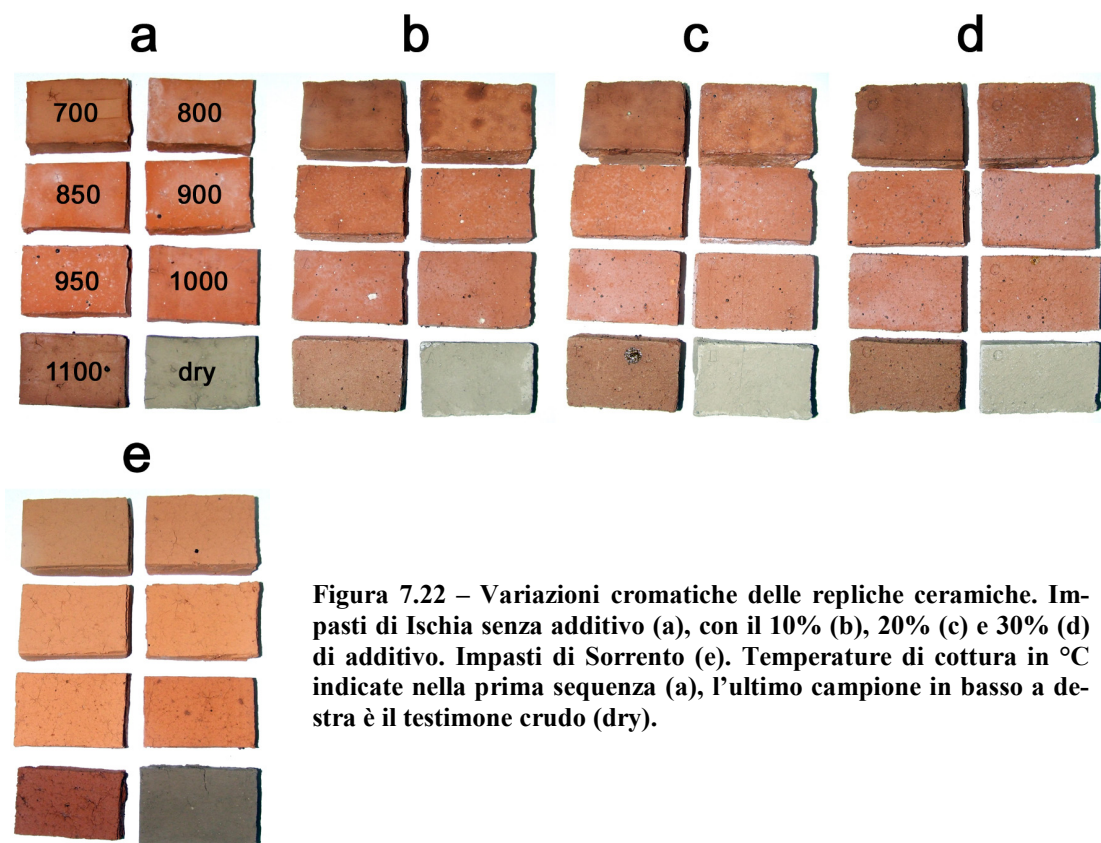 a b c d
700 800
850 900
950 1000
1100 dry
e
Figura 7.22 – Variazioni cromatiche delle repliche ceramiche. Im-
pasti di Ischia senza additivo (a), con il 10% (b), 20% (c) e 30% (d)
di additivo. Impasti di Sorrento (e). Temperature di cottura in °C
indicate nella prima sequenza (a), l’ultimo campione in basso a de-
stra è il testimone crudo (dry).